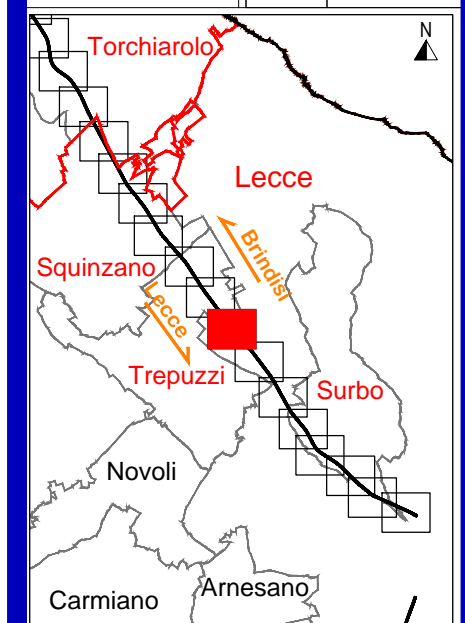 Torchiarolo
N
Lecce
Brindisi
Squinzano
Lecce
Trepuzzi
Surbo
Novoli
Arnesano
Carmiano